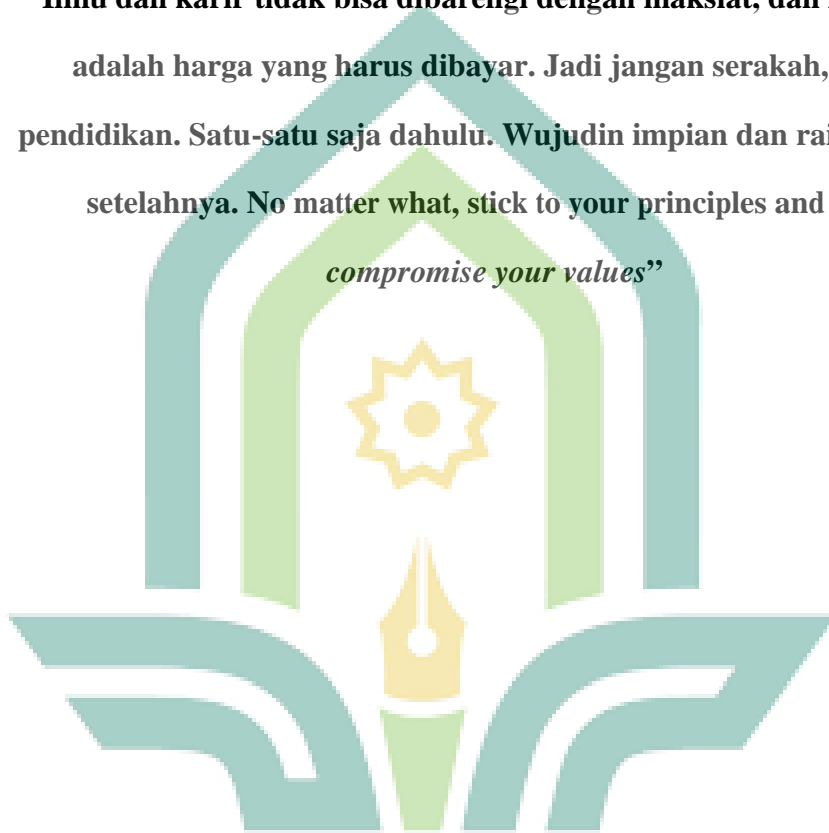 Ilmu dan karir tidak bisa dibarengi dengan maksiat, dan
adalah harga yang harus dibayar. Jadi jangan serakah,
pendidikan. Satu-satu saja dahulu. Wujudin impian dan
setelahnya. No matter what, stick to your principles and
compromise your values”